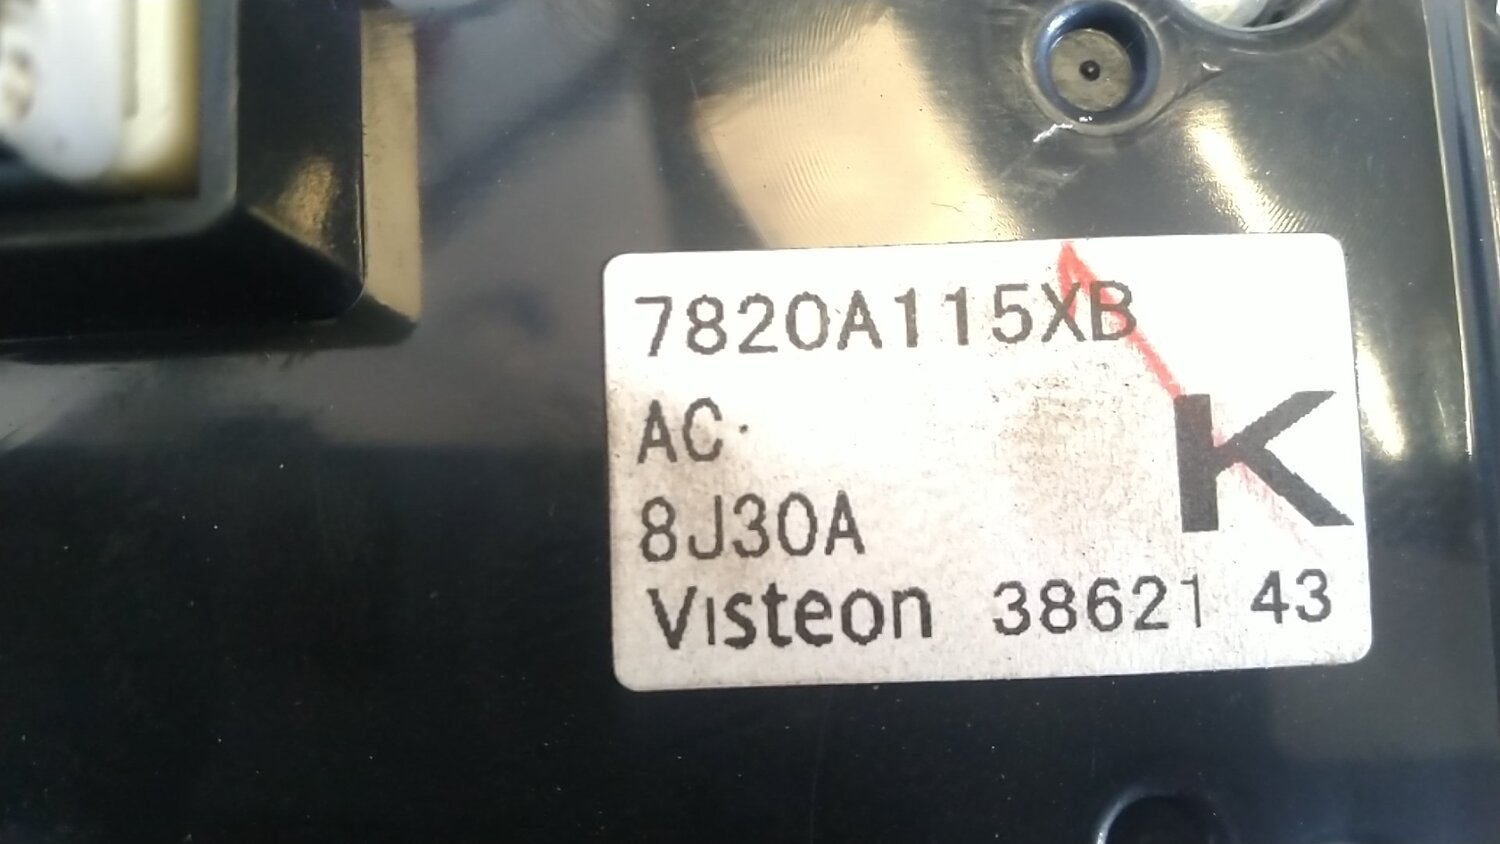 7820A115XB
AC
8J30A
K
Visteon 38621 43